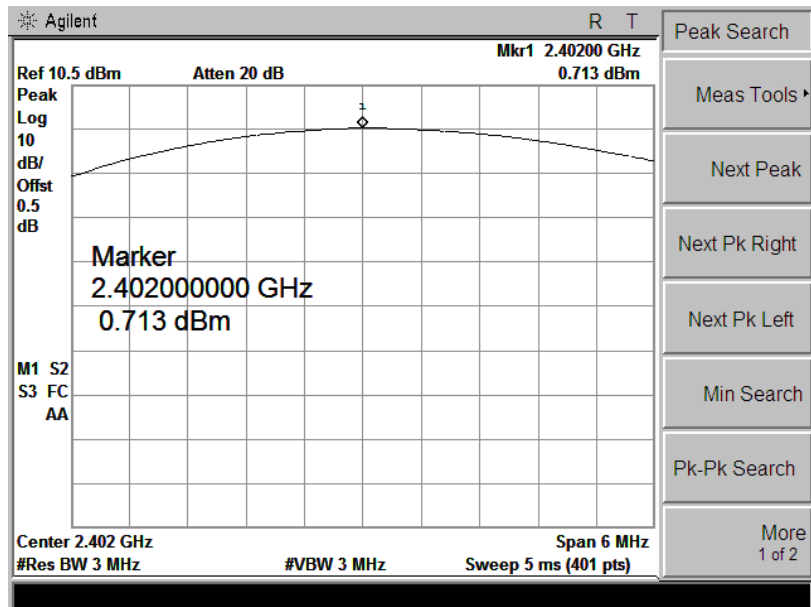 Agilent R T
Mkr1 2.40200 GHz
Ref 10.5 dBm Atten 20 dB 0.713 dBm
Peak
Log
10
dB/
Offst
0.5
dB
1
Marker
2.402000000 GHz
0.713 dBm
M1 S2
S3 FC
AA
Center 2.402 GHz Span 6 MHz
#Res BW 3 MHz #VBW 3 MHz Sweep 5 ms (401 pts)
Peak Search
Meas Tools
Next Peak
Next Pk Right
Next Pk Left
Min Search
Pk-Pk Search
More
1 of 2